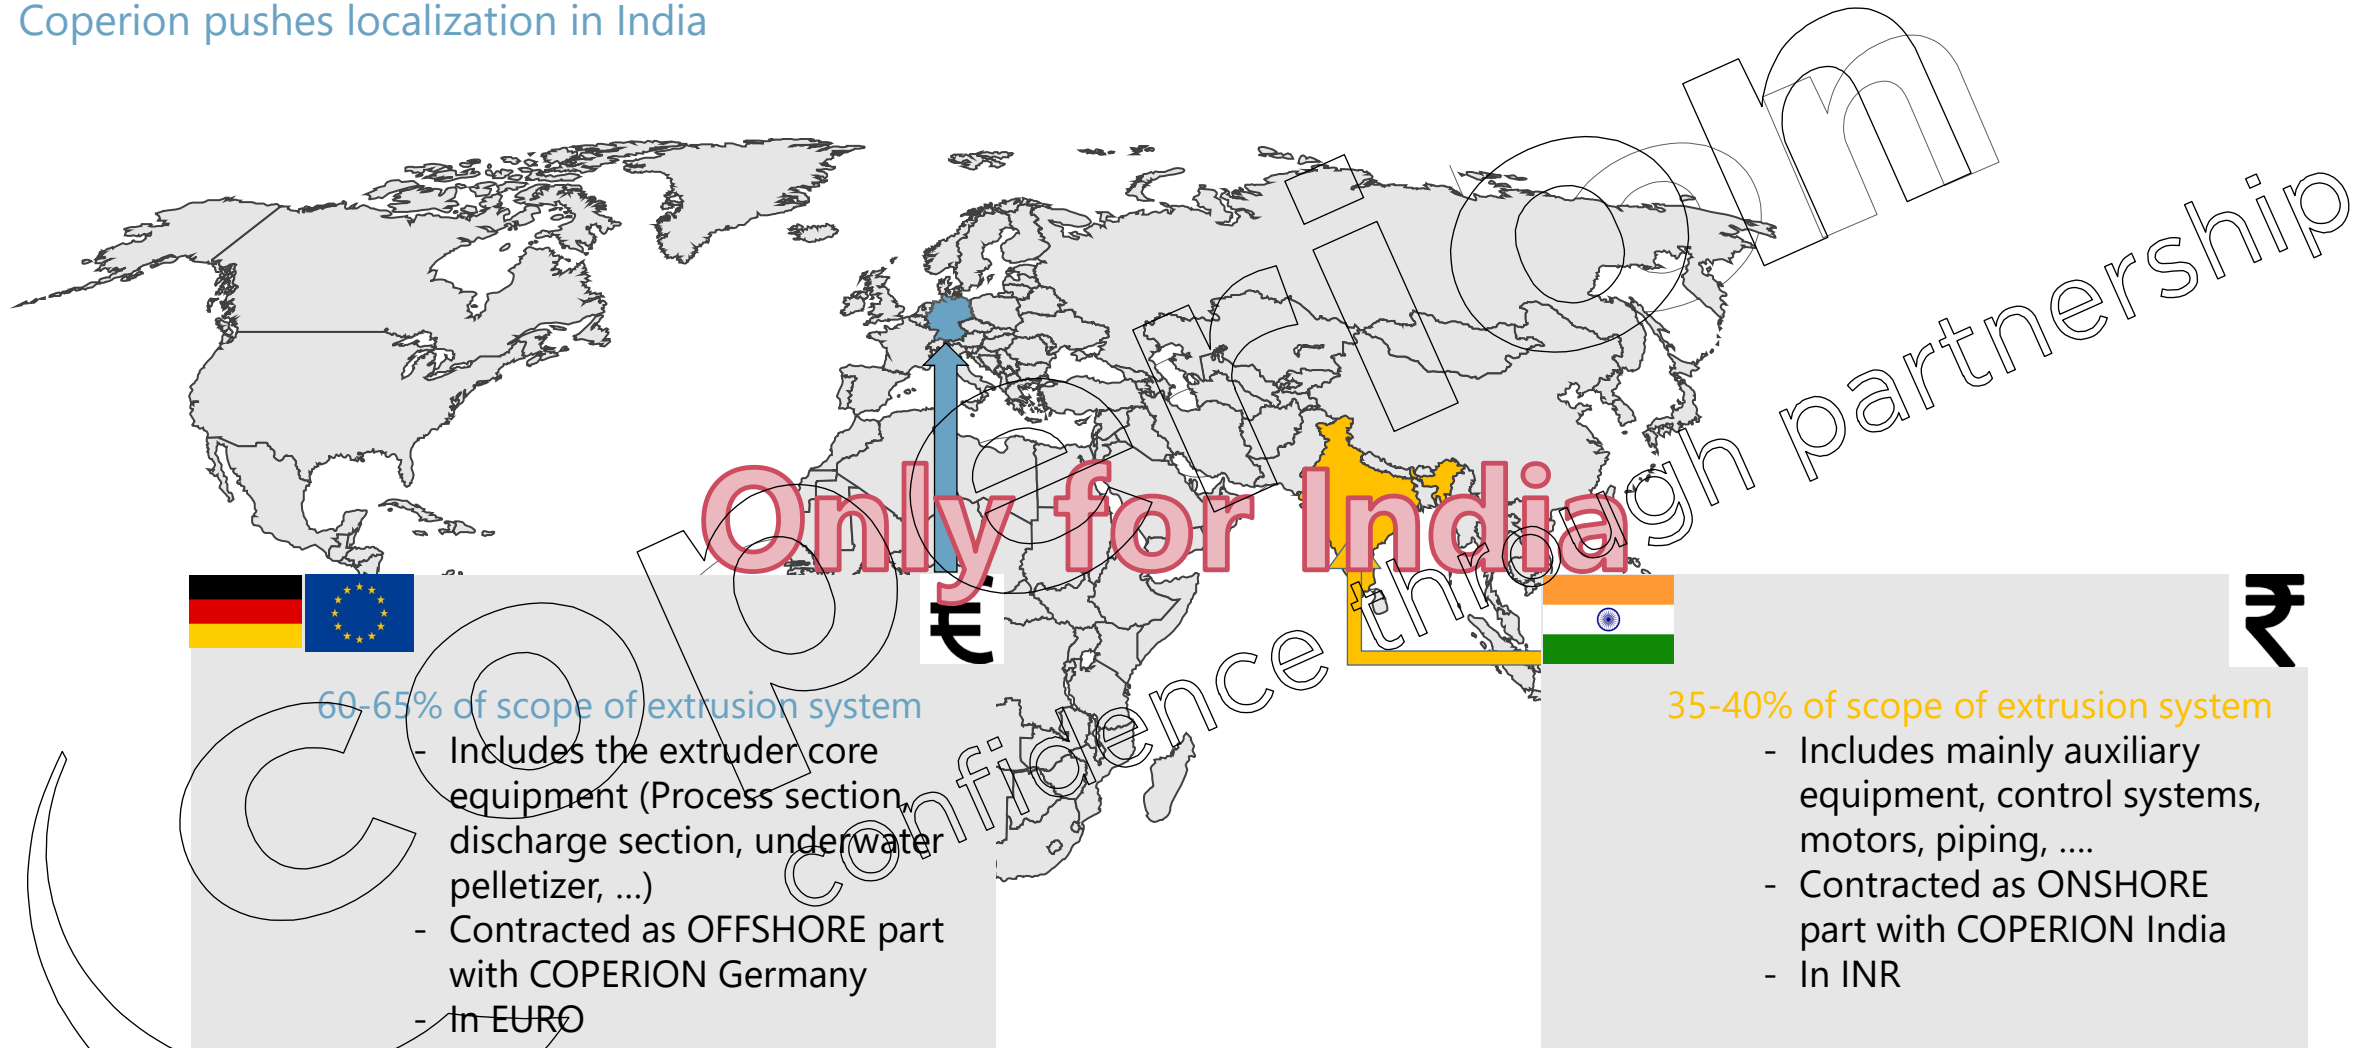 Coperion pushes localization in India
coperion
confidence through partnership
Only for India
€
₹
60-65% of scope of extrusion system
- Includes the extruder core
equipment (Process section,
discharge section, underwater
pelletizer, ...)
- Contracted as OFFSHORE part
with COPERION Germany
- In EURO
35-40% of scope of extrusion system
- Includes mainly auxiliary
equipment, control systems,
motors, piping, ....
- Contracted as ONSHORE
part with COPERION India
- In INR